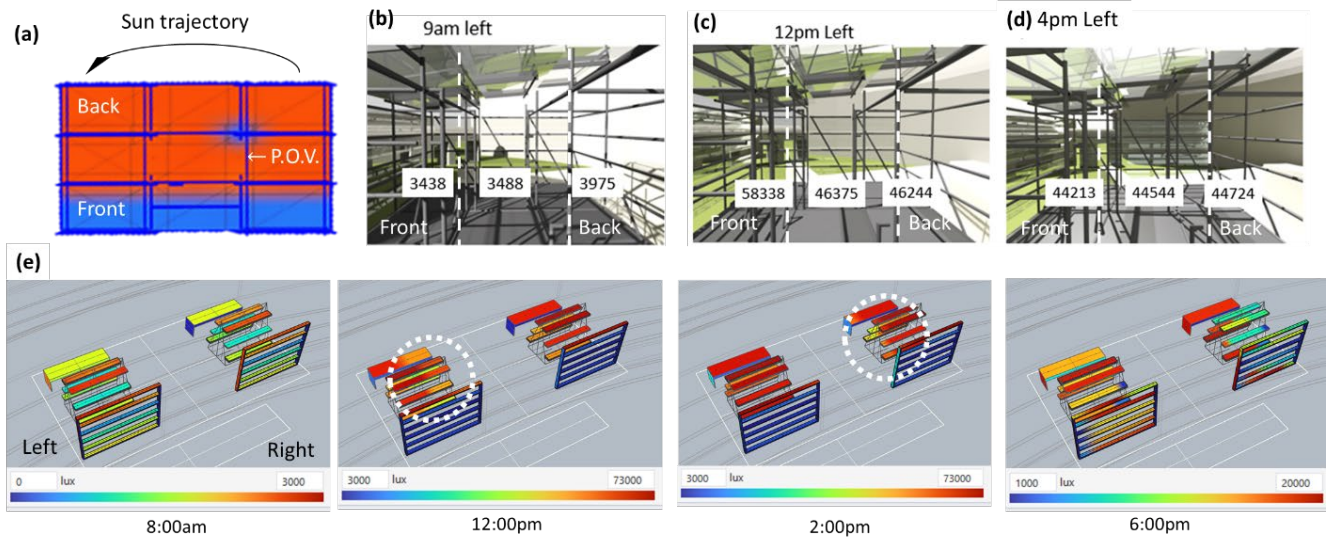 (a)
Sun trajectory
Back
← P.O.V.
Front
(b)
9am left
3438
3488
3975
Front
Back
(c)
12pm Left
58338
46375
46244
Front
Back
(d) 4pm Left
44213
44544
44724
Front
Back
(e)
Left
Right
0 lux 3000
8:00am
3000 lux 73000
12:00pm
3000 lux 73000
2:00pm
1000 lux 20000
6:00pm